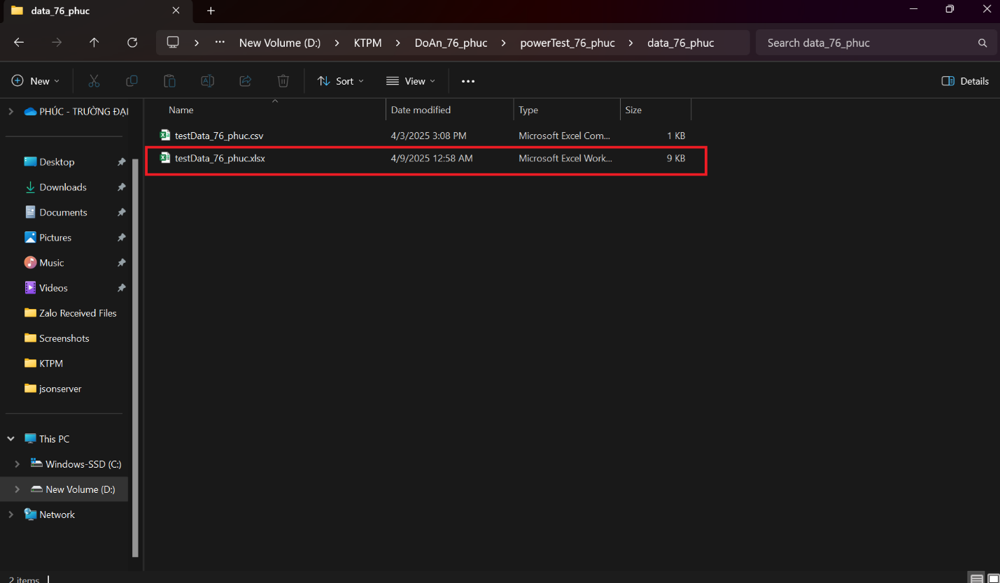 data_76_phuc
New Volume (D:) > KTPM > DoAn_76_phuc > powerTest_76_phuc > data_76_phuc
Search data_76_phuc
New
Sort
View
Details
PHÚC - TRƯỜNG ĐẠI
Desktop
Downloads
Documents
Pictures
Music
Videos
Zalo Received Files
Screenshots
KTPM
jsonserver
This PC
Windows-SSD (C:)
New Volume (D:)
Network
Name Date modified Type Size
testData_76_phuc.csv 4/3/2025 3:08 PM Microsoft Excel Com... 1 KB
testData_76_phuc.xlsx 4/9/2025 12:58 AM Microsoft Excel Work... 9 KB
2 items